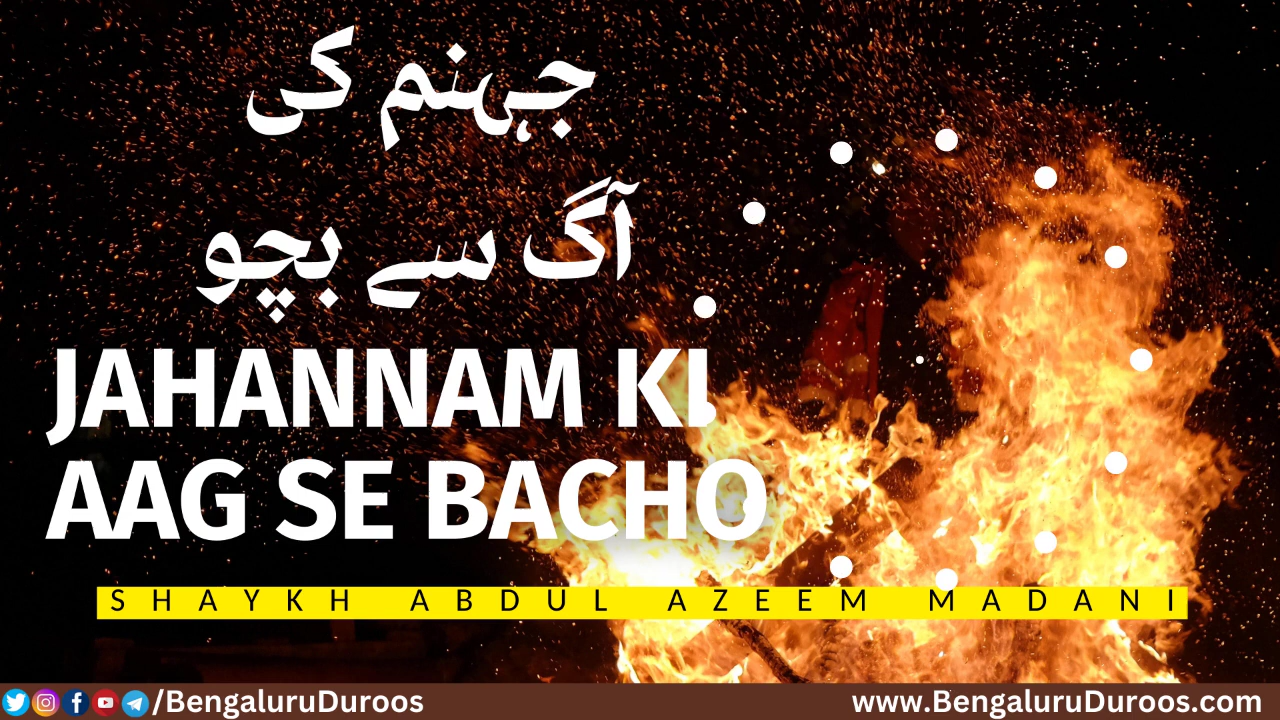 جہنم کی
آگ سے بچو
JAHANNAM KI
AAG SE BACHO
SHAYKH ABDUL AZEEM MADANI
/BengaluruDuroos
www.BengaluruDuroos.com